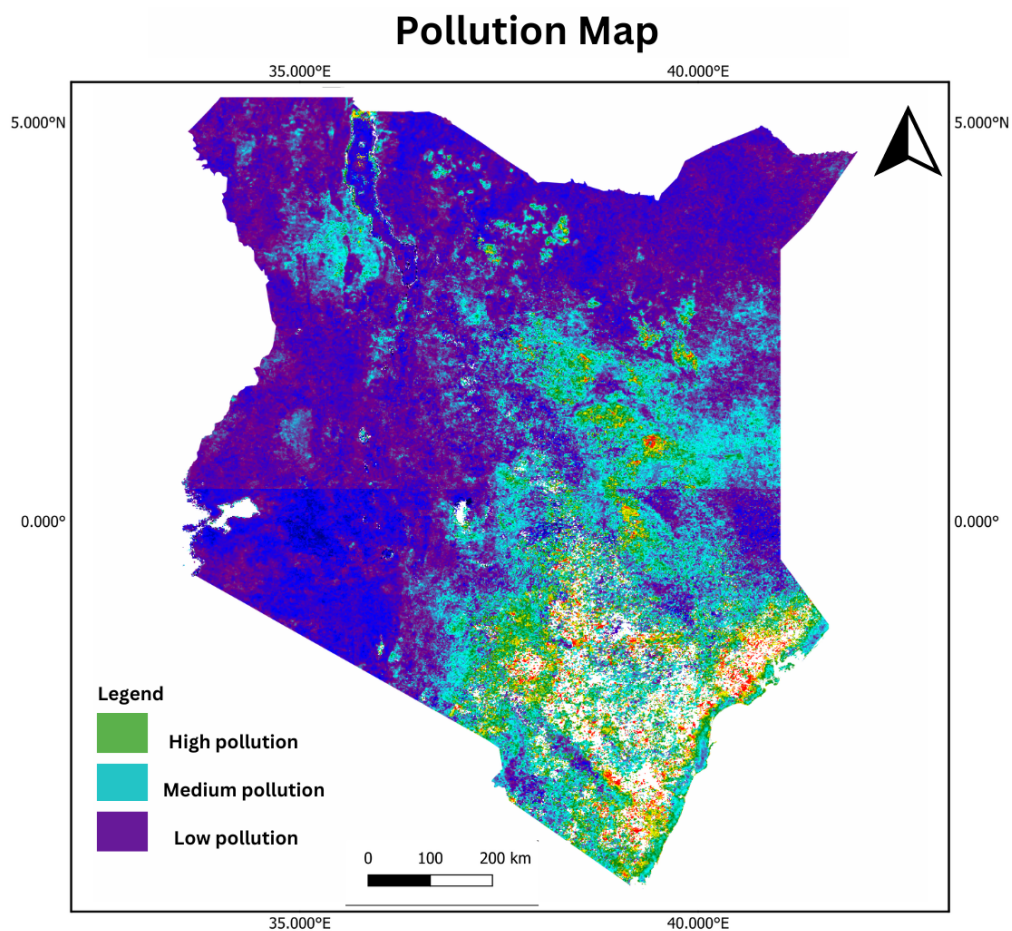 Pollution Map
35.000°E 40.000°E
5.000°N 5.000°N
0.000° 0.000°
Legend
High pollution
Medium pollution
Low pollution
0 100 200 km
35.000°E 40.000°E